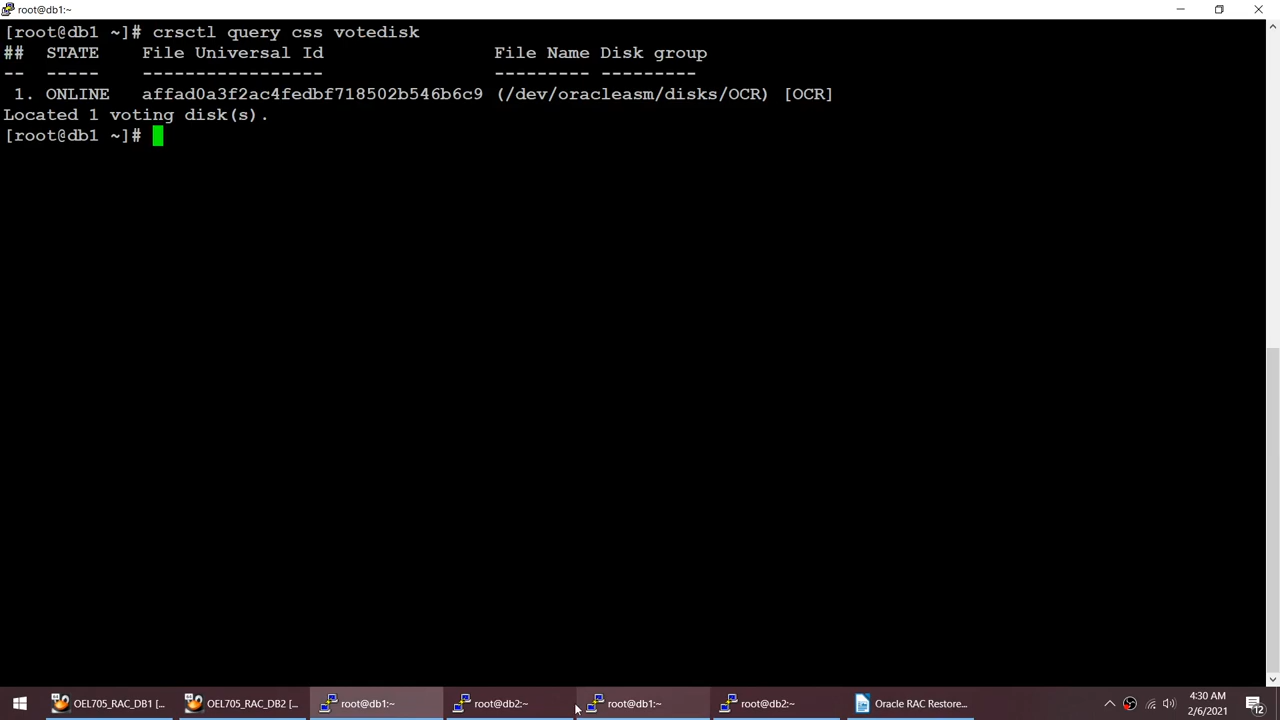 root@db1:~
[root@db1 ~]# crsctl query css votedisk
## STATE File Universal Id File Name Disk group
-- ----- ----------------- --------- ---------
1. ONLINE affad0a3f2ac4fedbf718502b546b6c9 (/dev/oracleasm/disks/OCR) [OCR]
Located 1 voting disk(s).
[root@db1 ~]#
OEL705_RAC_DB1 [... OEL705_RAC_DB2 [... root@db1:~ root@db2:~ root@db1:~ root@db2:~ Oracle RAC Restore... 4:30 AM
2/6/2021 12